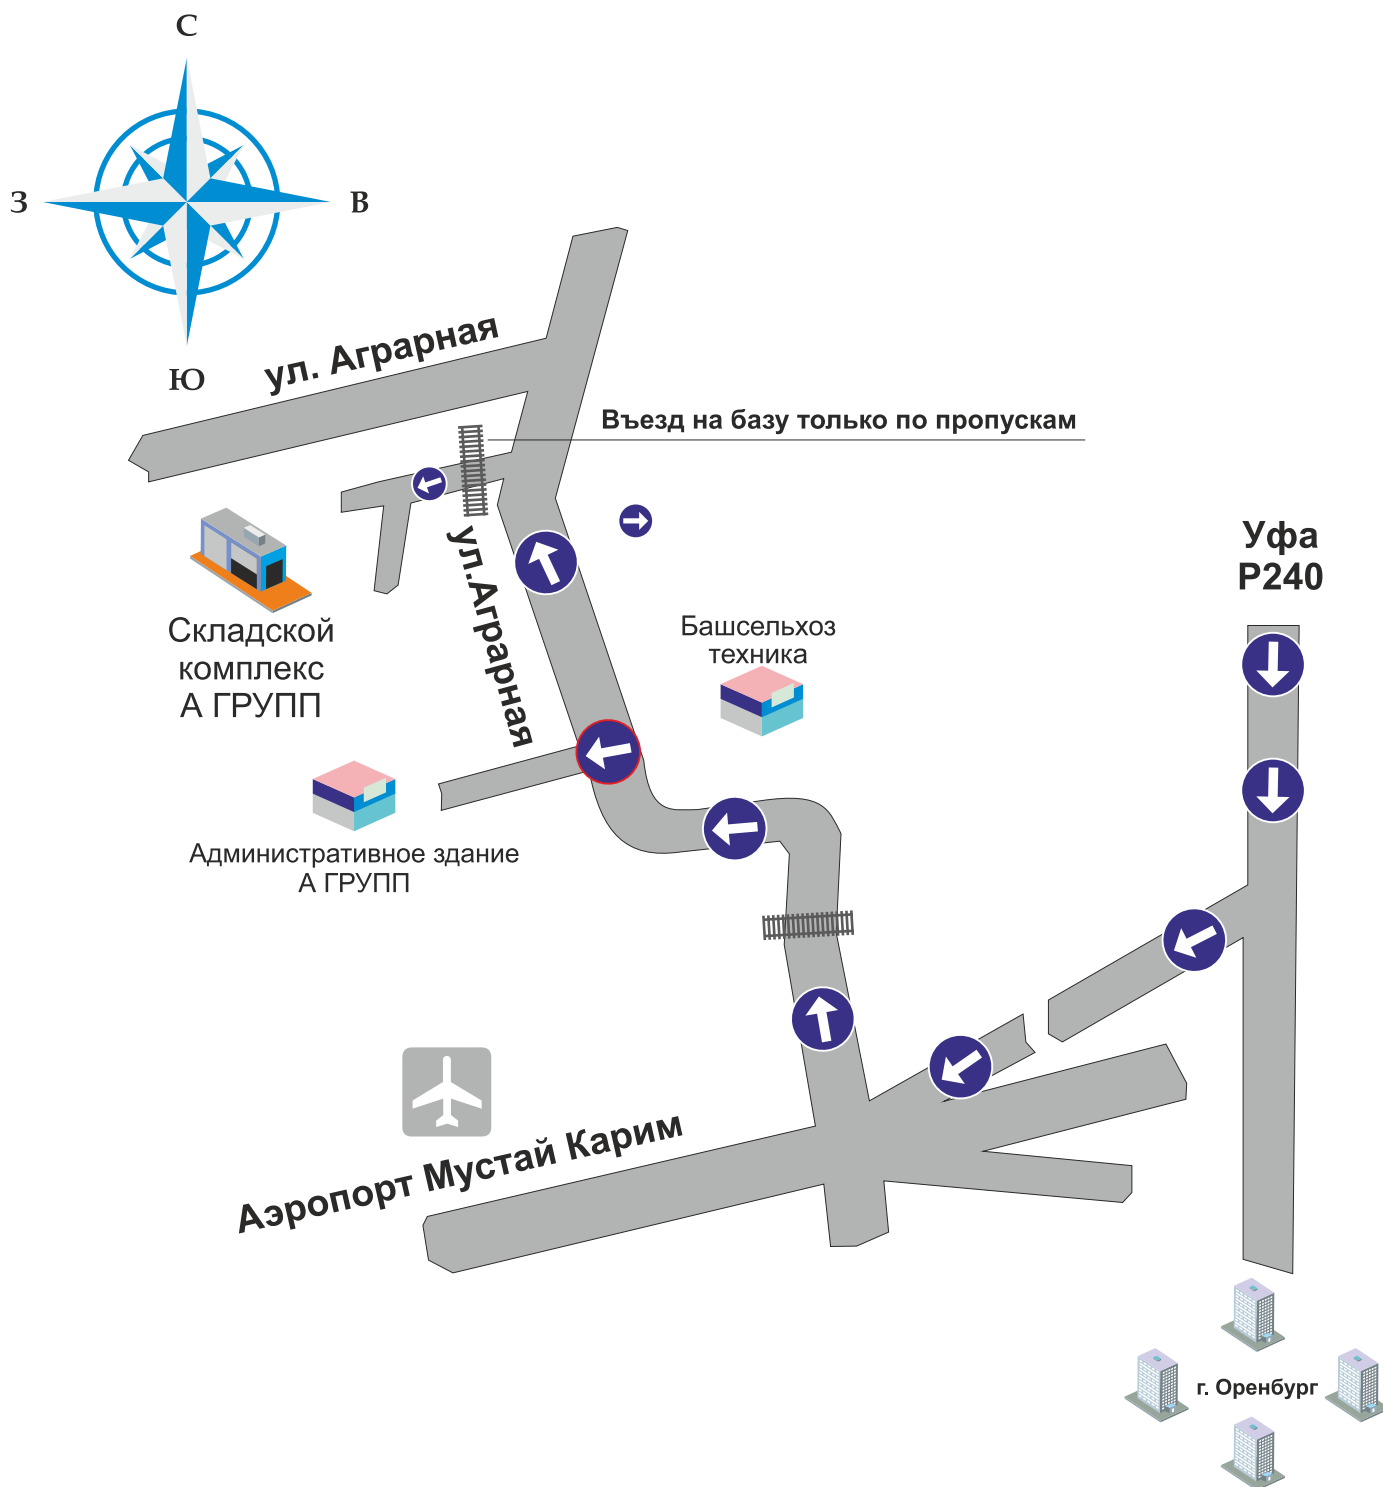 С
З
В
Ю
ул. Аграрная
Въезд на базу только по пропускам
Уфа
Р240
ул.Аграрная
Складской
комплекс
А ГРУПП
Башсельхоз
техника
Административное здание
А ГРУПП
Аэропорт Мустай Карим
г. Оренбург